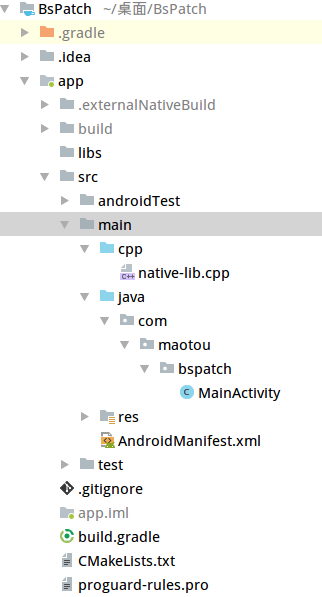 BsPatch ~/桌面/BsPatch
.gradle
.idea
app
.externalNativeBuild
build
libs
src
androidTest
main
cpp
C++ native-lib.cpp
java
com
maotou
bspatch
C MainActivity
res
AndroidManifest.xml
test
.gitignore
app.iml
build.gradle
CMakeLists.txt
proguard-rules.pro